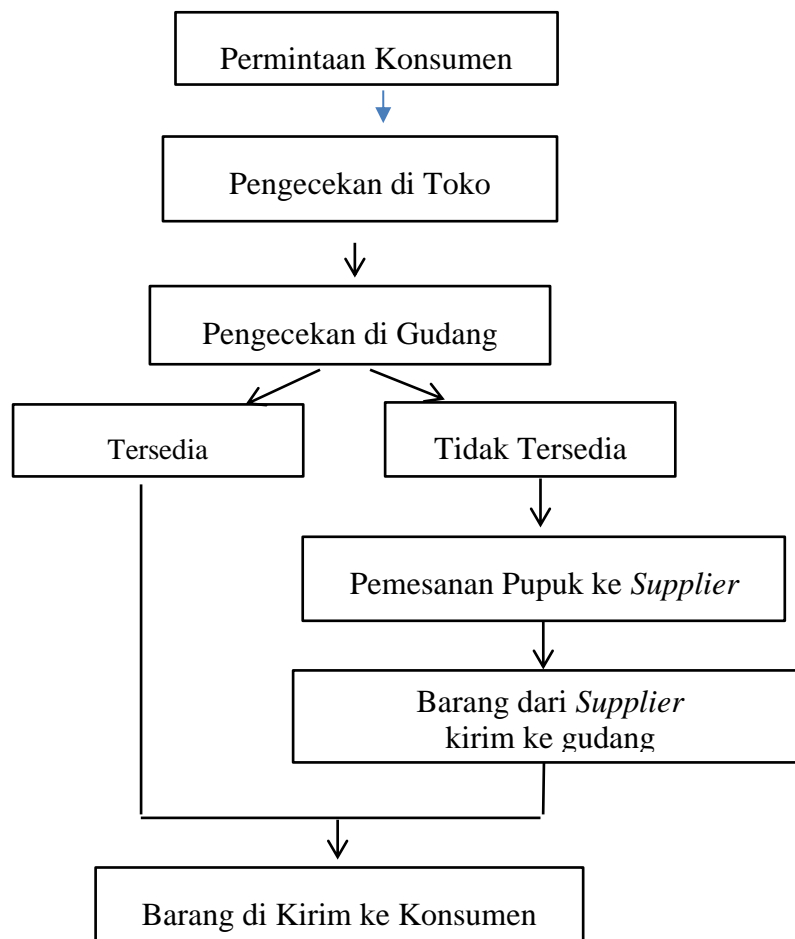 Permintaan Konsumen
Pengecekan di Toko
Pengecekan di Gudang
Tersedia
Tidak Tersedia
Pemesanan Pupuk ke Supplier
Barang dari Supplier
kirim ke gudang
Barang di Kirim ke Konsumen